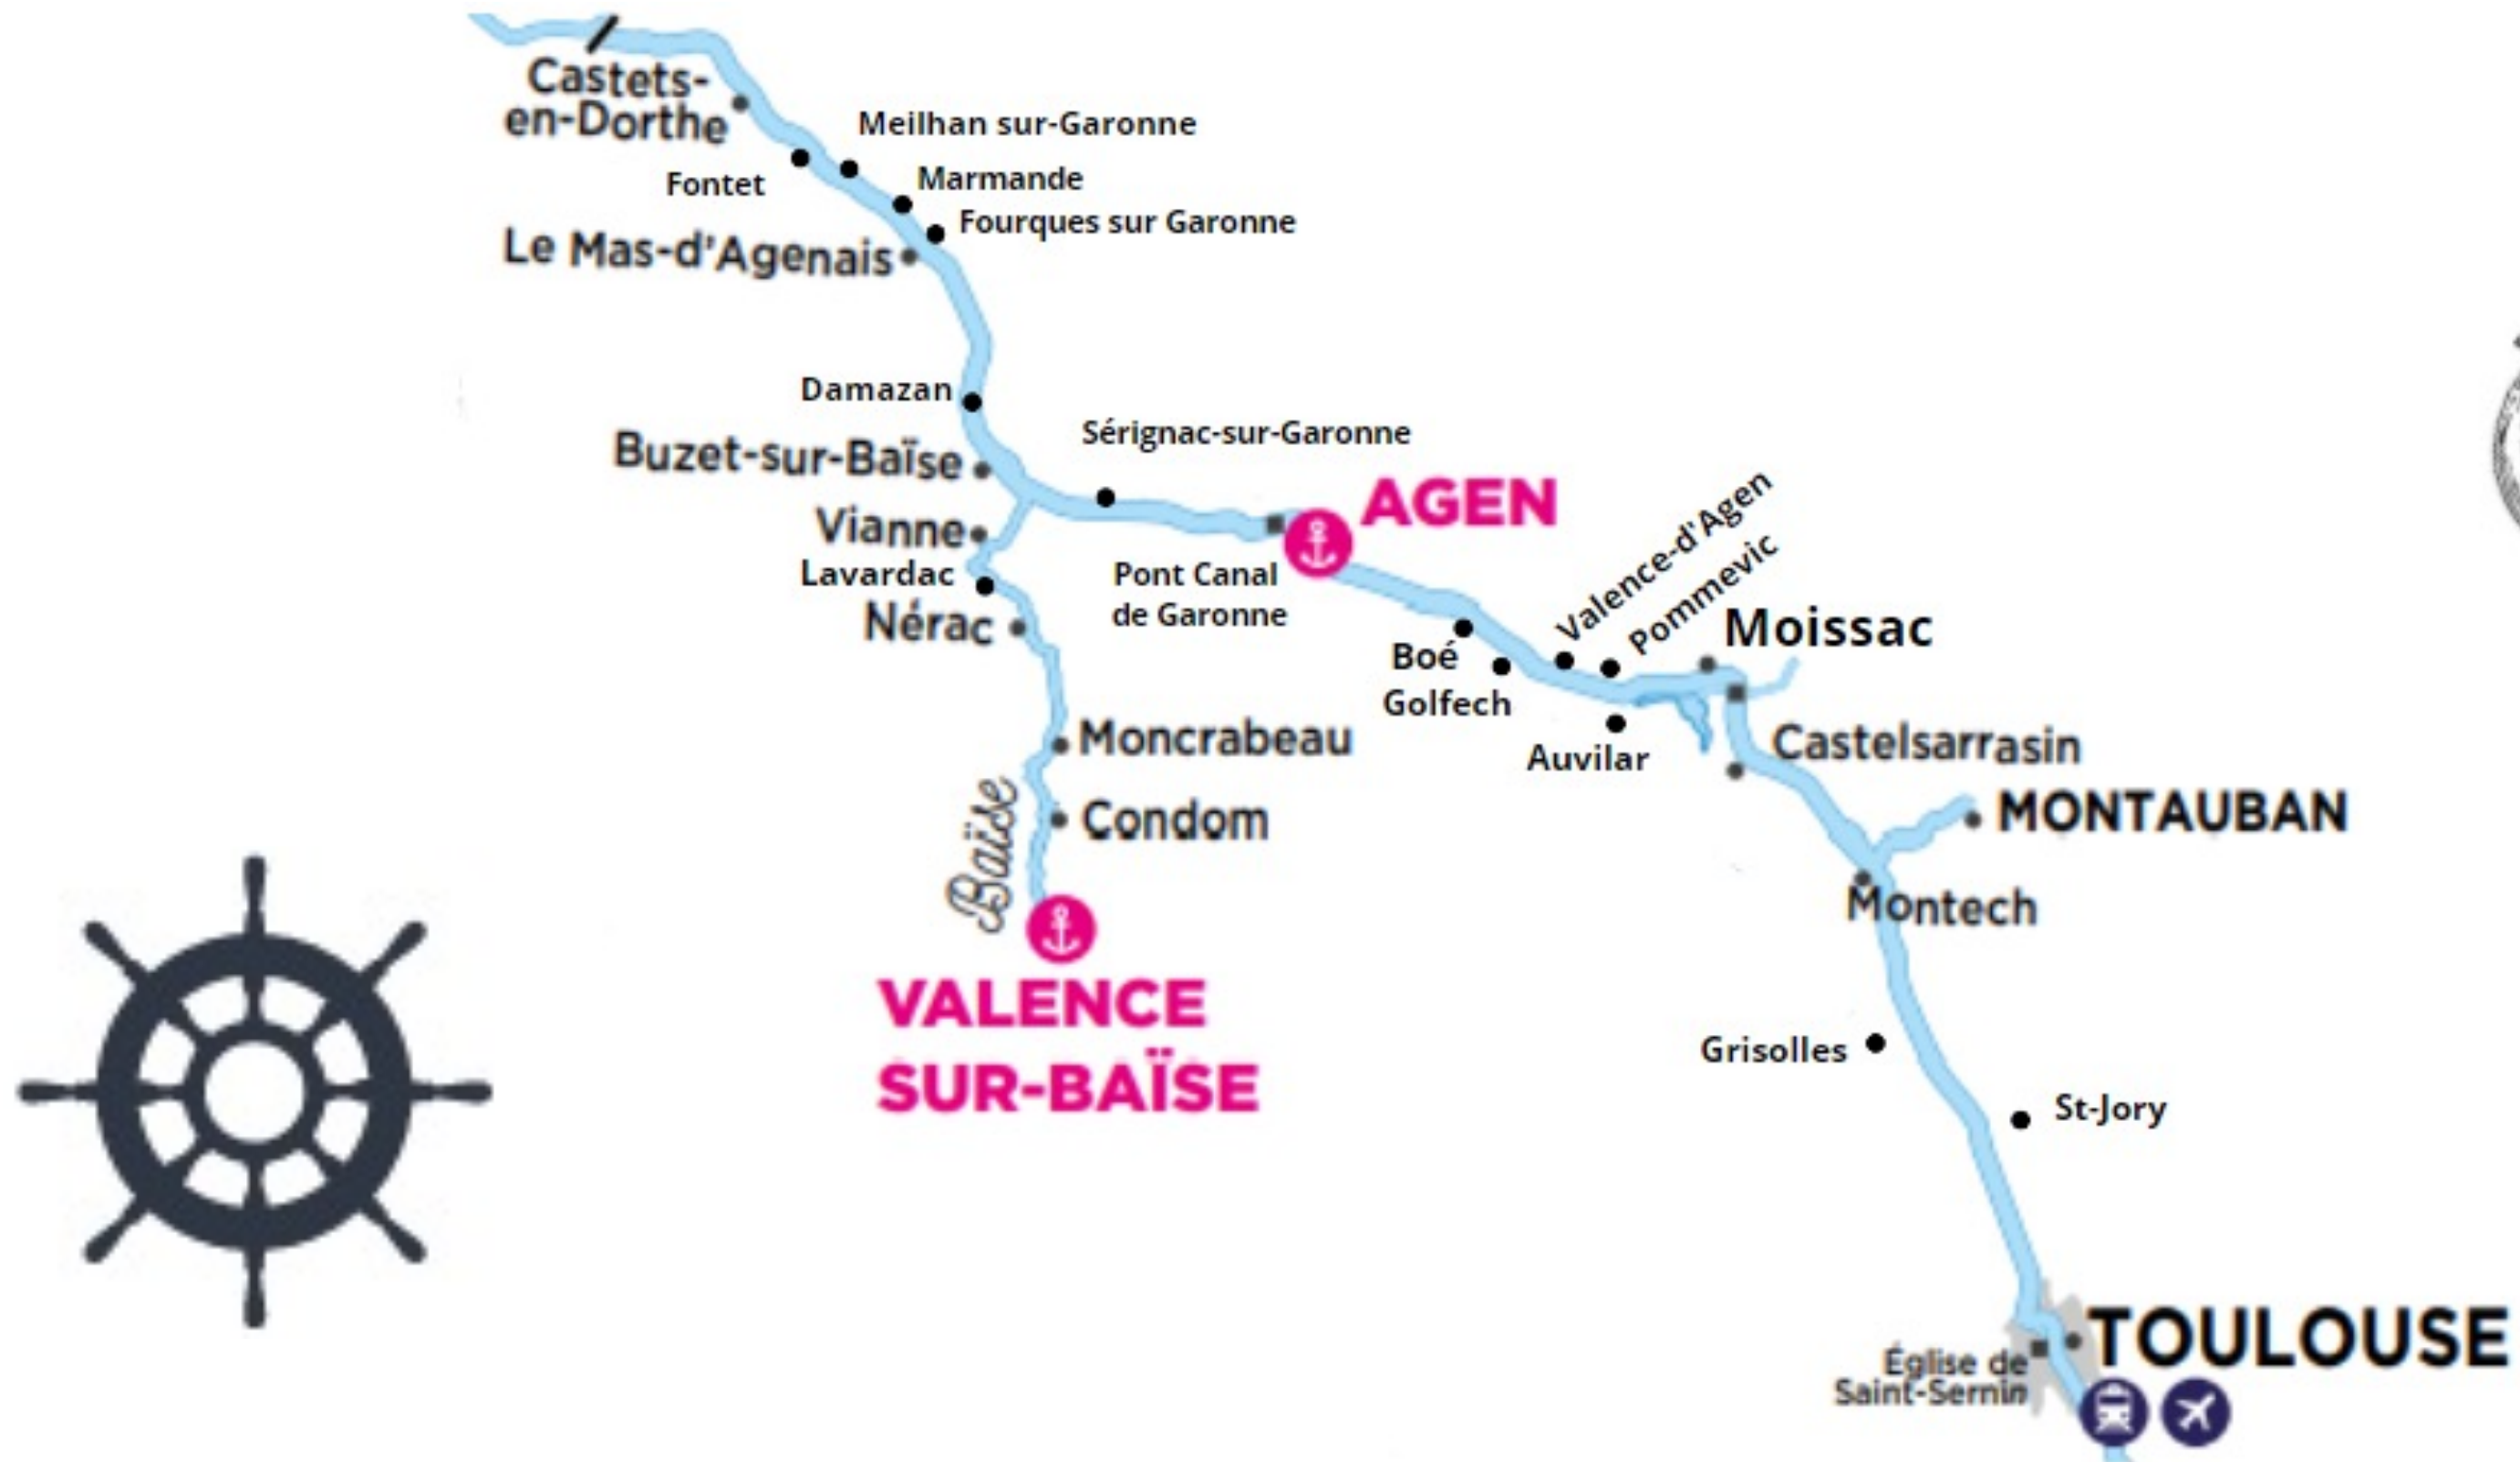 Castets-
en-Dorthe
Meilhan sur-Garonne
Fontet
Marmande
Fourques sur Garonne
Le Mas-d'Agenais
Damazan
Sérignac-sur-Garonne
Buzet-sur-Baïse
AGEN
Vianne
Lavardac
Pont Canal
de Garonne
Nérac
Valence-d'Agen
Pommevic
Moissac
Boé
Golfech
Auvilar
Moncrabeau
Castelsarrasin
Condom
MONTAUBAN
Baïse
Montech
VALENCE
SUR-BAÏSE
Grisolles
St-Jory
TOULOUSE
Église de
Saint-Sernin